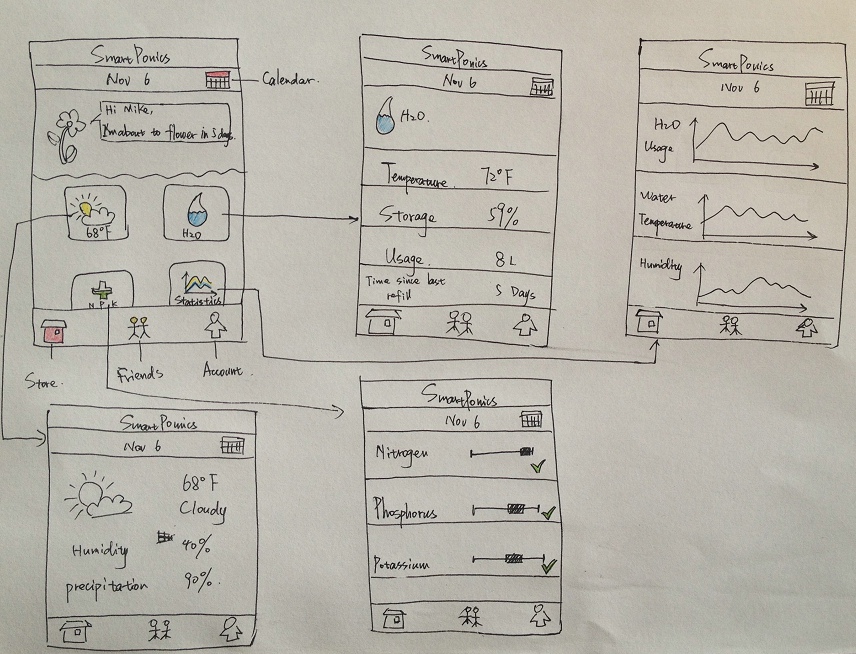 SmartPonics
Nov 6
Calendar.
Hi Mike,
I'm about to flower in 5 days.
68°F
H2O
N P K
Statistics
Store.
Friends
Account.
SmartPonics
Nov 6
H2O.
Temperature 72°F
Storage 59%
Usage. 8 L
Time since last
refill
5 Days
SmartPonics
Nov 6
H2O
Usage
Water
Temperature
Humidity
SmartPonics
Nov 6
68°F
Cloudy
Humidity 40%
precipitation 90%.
SmartPonics
Nov 6
Nitrogen
Phosphorus
Potassium